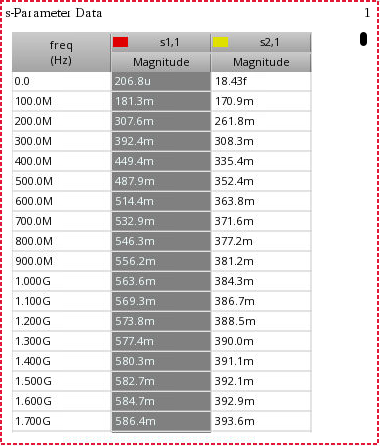 s-Parameter Data 1
freq (Hz) s1,1 s2,1
Magnitude Magnitude
0.0 206.8u 18.43f
100.0M 181.3m 170.9m
200.0M 307.6m 261.8m
300.0M 392.4m 308.3m
400.0M 449.4m 335.4m
500.0M 487.9m 352.4m
600.0M 514.4m 363.8m
700.0M 532.9m 371.6m
800.0M 546.3m 377.2m
900.0M 556.2m 381.2m
1.000G 563.6m 384.3m
1.100G 569.3m 386.7m
1.200G 573.8m 388.5m
1.300G 577.4m 390.0m
1.400G 580.3m 391.1m
1.500G 582.7m 392.1m
1.600G 584.7m 392.9m
1.700G 586.4m 393.6m